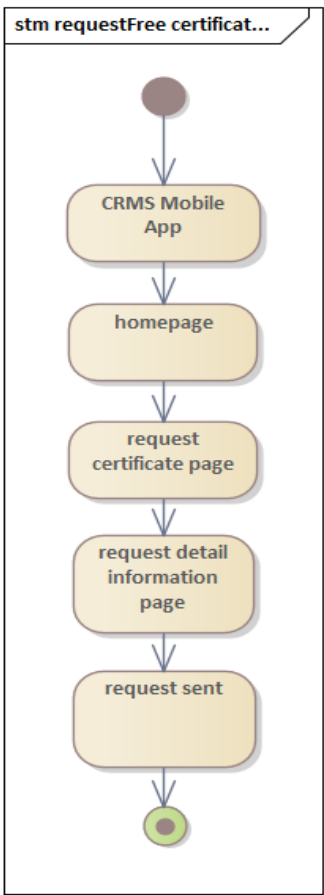 stm requestFree certificat...
CRMS Mobile
App
homepage
request
certificate page
request detail
information
page
request sent